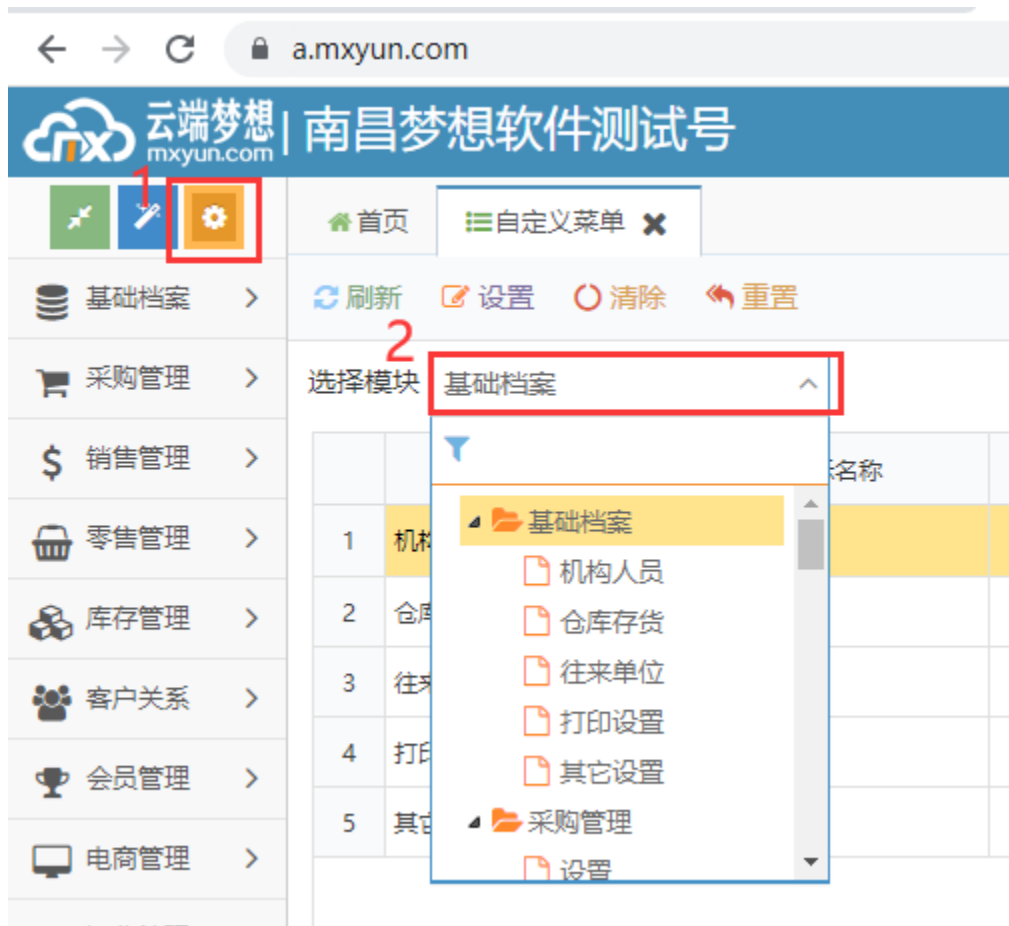 a.mxyun.com
云端梦想
mxyun.com
南昌梦想软件测试号
1
首页
自定义菜单
刷新
设置
清除
重置
2
选择模块
基础档案
名称
1
2
3
4
5
基础档案
机构人员
仓库存货
往来单位
打印设置
其它设置
采购管理
设置
基础档案
采购管理
销售管理
零售管理
库存管理
客户关系
会员管理
电商管理